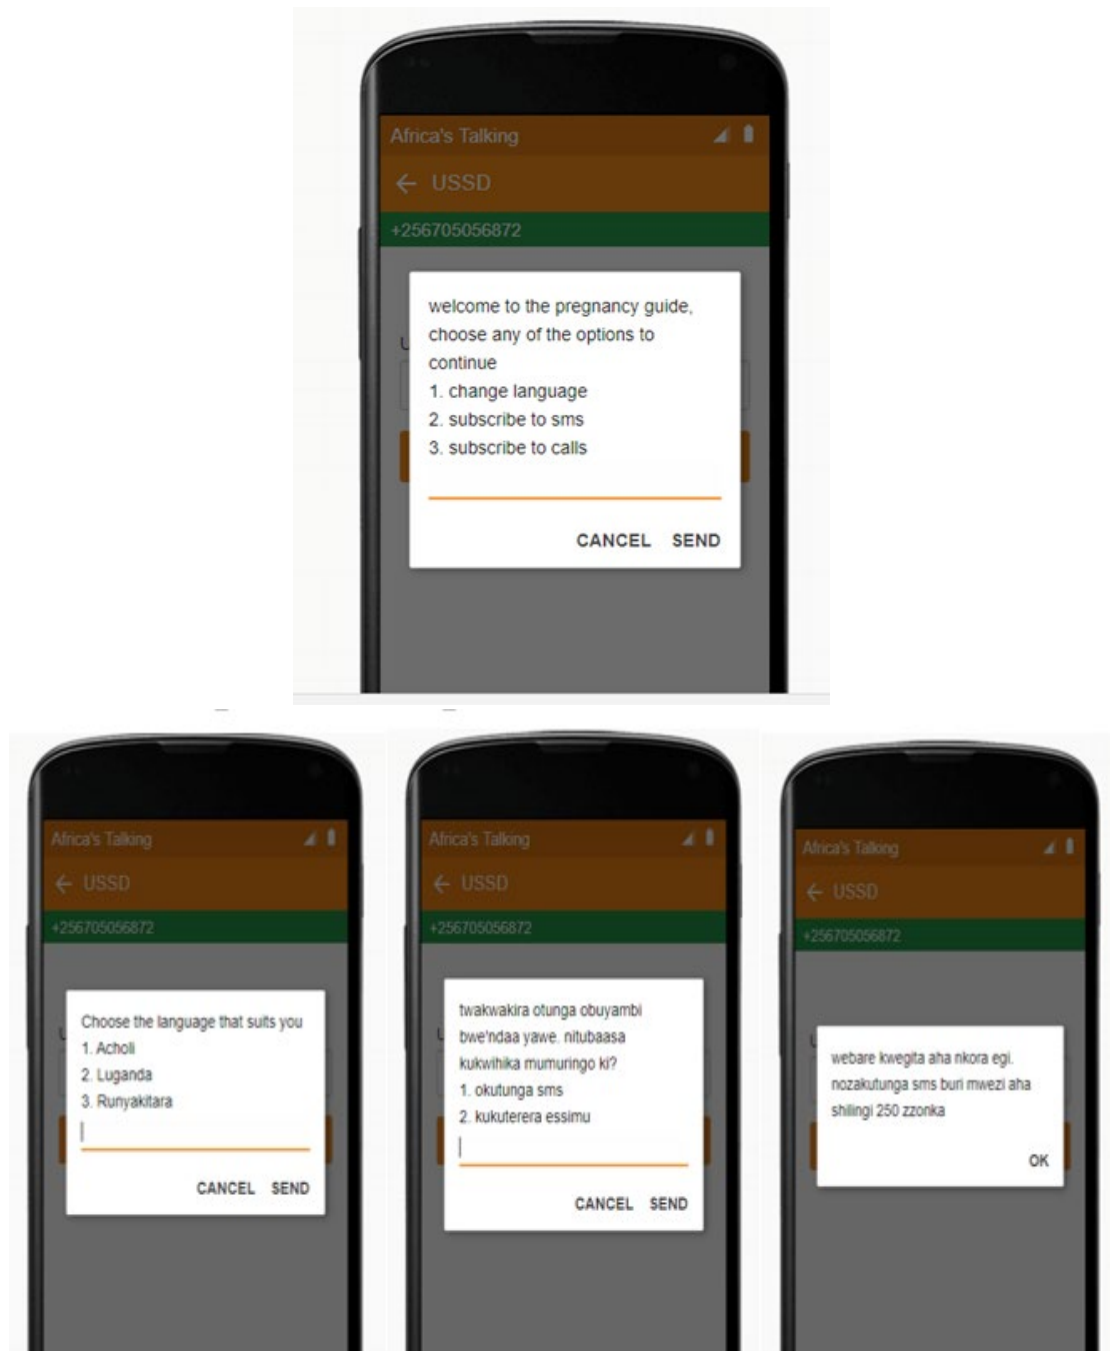 Africa's Talking
← USSD
+256705056872
welcome to the pregnancy guide,
choose any of the options to
continue
1. change language
2. subscribe to sms
3. subscribe to calls
CANCEL SEND
Africa's Talking
← USSD
+256705056872
Choose the language that suits you
1. Acholi
2. Luganda
3. Runyakitara
CANCEL SEND
Africa's Talking
← USSD
+256705056872
twakwakira otunga obuyambi
bwe'ndaa yawe. nitubaasa
kukwihika mumuringo ki?
1. okutunga sms
2. kukuterera essimu
CANCEL SEND
Africa's Talking
← USSD
+256705056872
webare kwegita aha nkora egi.
nozakutunga sms buri mwezi aha
shilingi 250 zzonka
OK